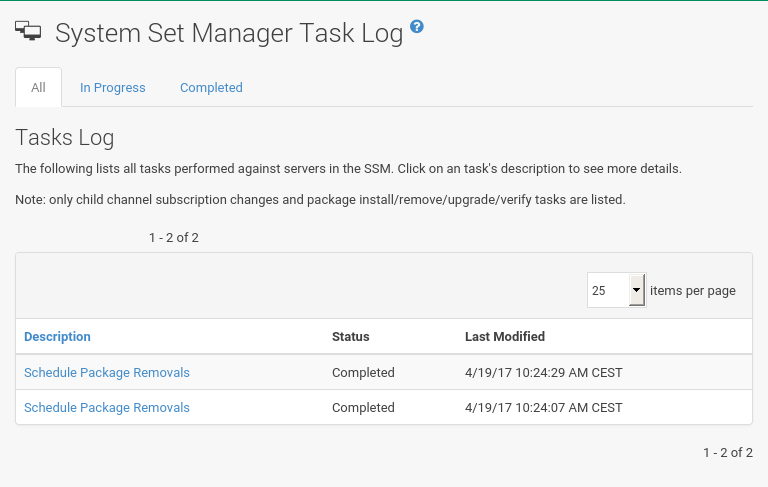 System Set Manager Task Log ?
All In Progress Completed
Tasks Log
The following lists all tasks performed against servers in the SSM. Click on an task's description to see more details.
Note: only child channel subscription changes and package install/remove/upgrade/verify tasks are listed.
1 - 2 of 2
25 items per page
Description Status Last Modified
Schedule Package Removals Completed 4/19/17 10:24:29 AM CEST
Schedule Package Removals Completed 4/19/17 10:24:07 AM CEST
1 - 2 of 2